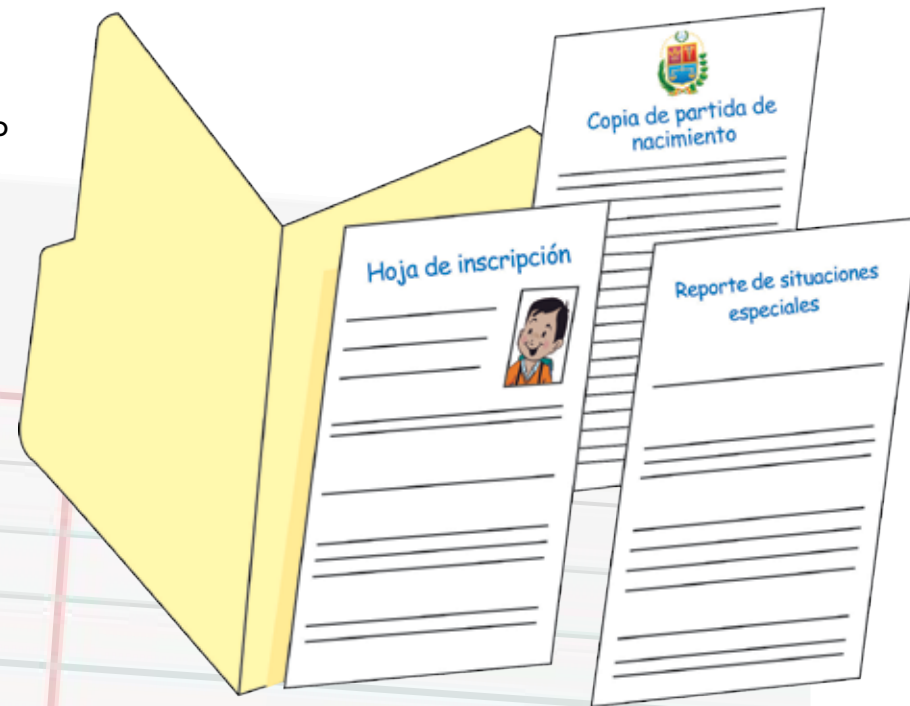 Copia de partida de
nacimiento
Hoja de inscripción
Reporte de situaciones
especiales